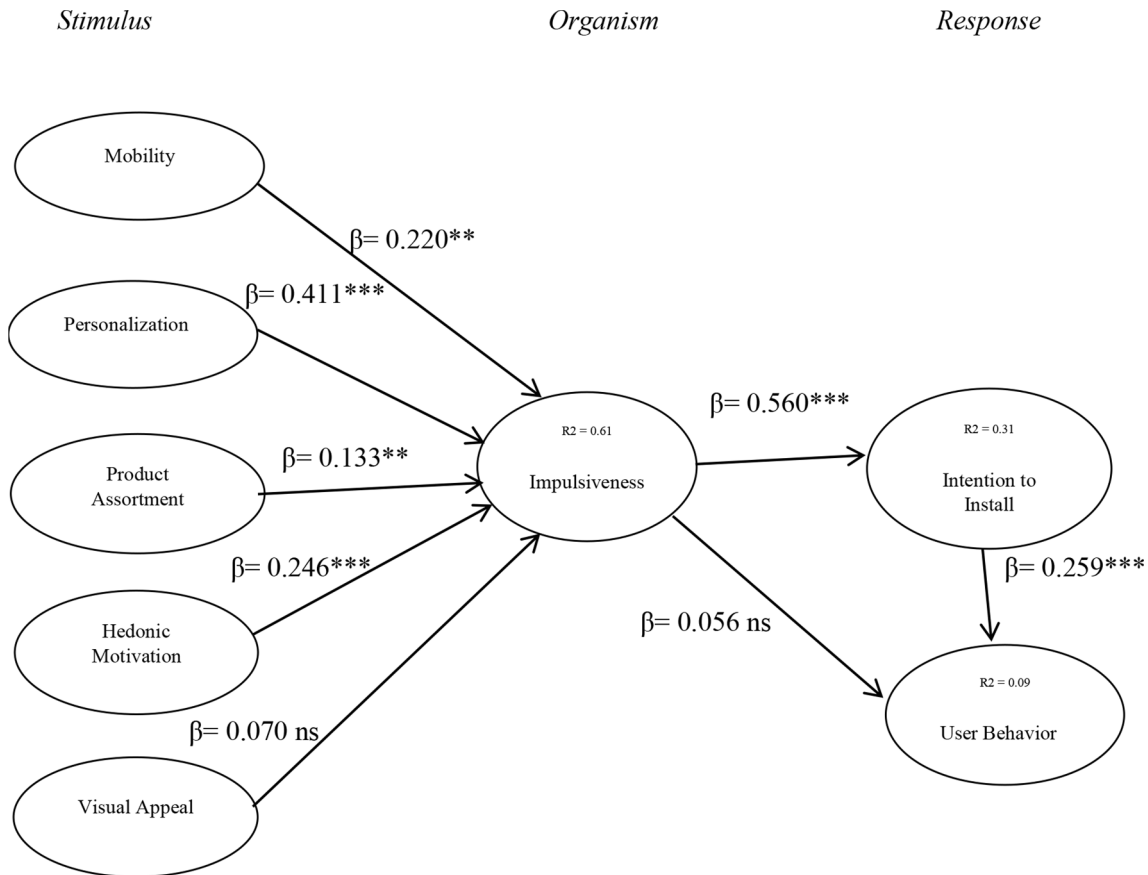 Stimulus
Organism
Response
Mobility
β= 0.220**
β= 0.411***
Personalization
β= 0.560***
R2 = 0.61
Impulsiveness
R2 = 0.31
Intention to
Install
β= 0.133**
Product
Assortment
β= 0.246***
β= 0.259***
Hedonic
Motivation
β= 0.056 ns
R2 = 0.09
User Behavior
β= 0.070 ns
Visual Appeal